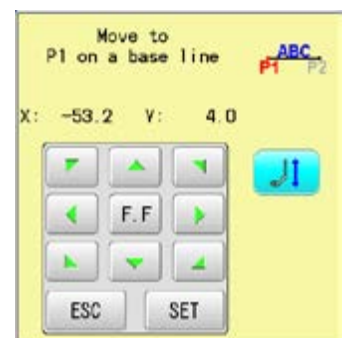 Move to
P1 on a base line
ABC
P1 P2
X: -53.2 Y: 4.0
F.F
ESC SET